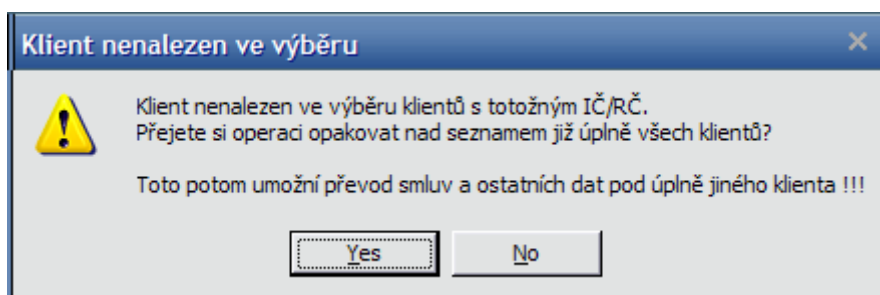 Klient nenalezen ve výběru
Klient nenalezen ve výběru klientů s totožným IČ/RČ.
Přejete si operaci opakovat nad seznamem již úplně všech klientů?
Toto potom umožní převod smluv a ostatních dat pod úplně jiného klienta !!!
Yes
No